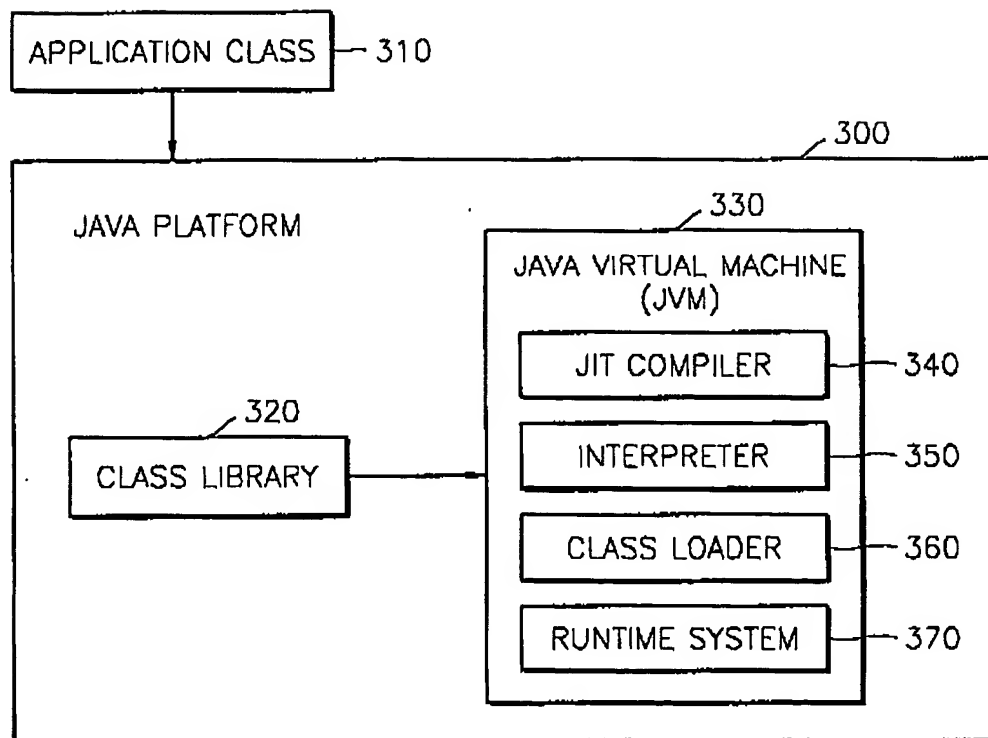 APPLICATION CLASS
310
300
JAVA PLATFORM
330
JAVA VIRTUAL MACHINE
(JVM)
JIT COMPILER
340
320
CLASS LIBRARY
INTERPRETER
350
CLASS LOADER
360
RUNTIME SYSTEM
370